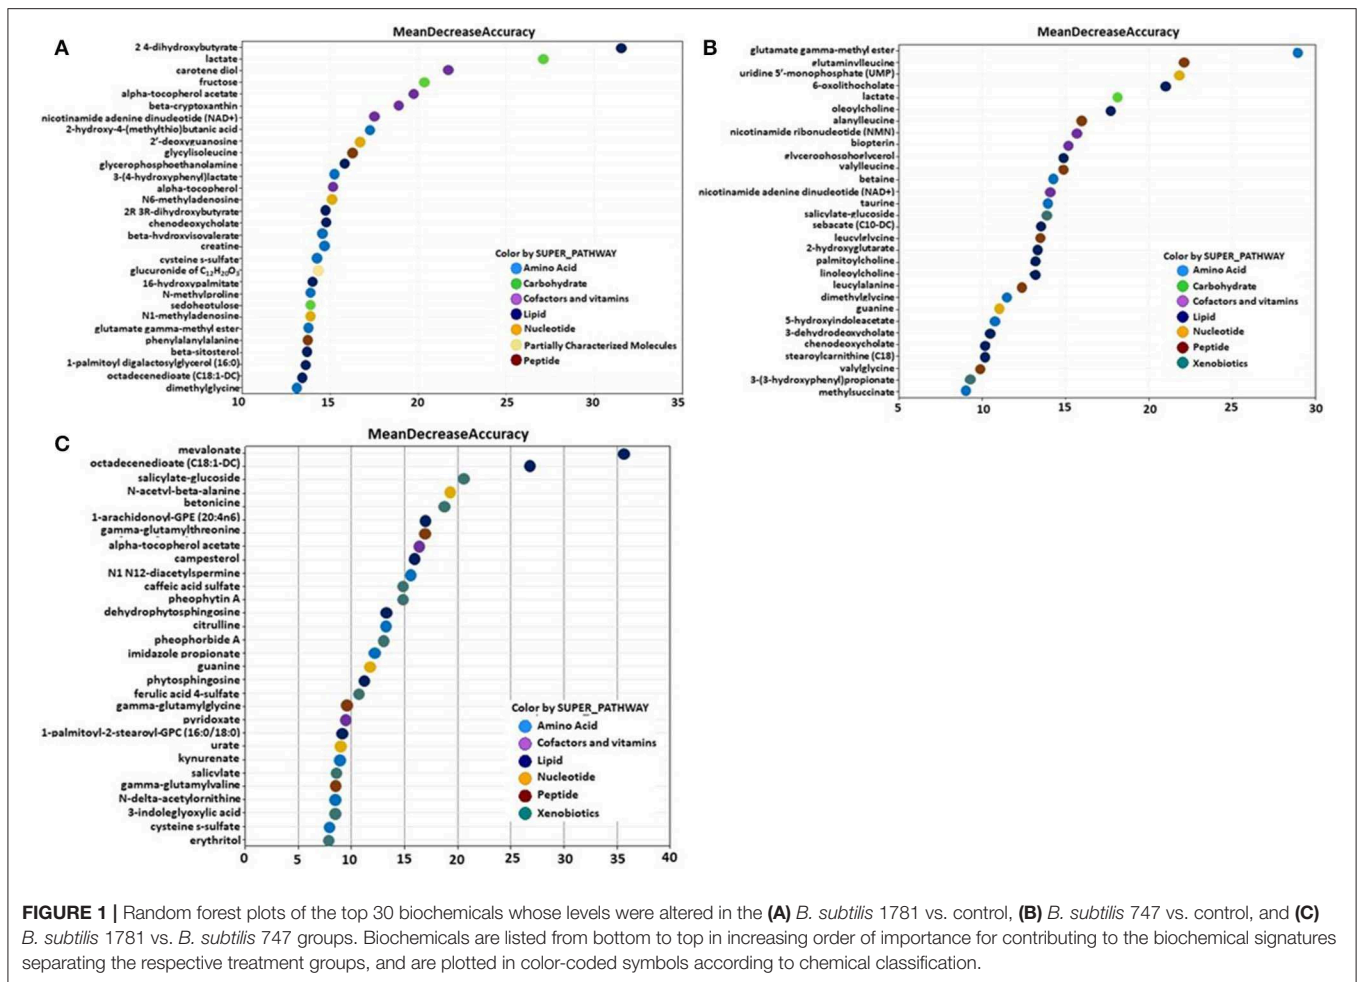 A
MeanDecreaseAccuracy
2 4-dihydroxybutyrate
lactate
carotene diol
fructose
alpha-tocopherol acetate
beta-cryptoxanthin
nicotinamide adenine dinucleotide (NAD+)
2-hydroxy-4-(methylthio)butanic acid
2'-deoxyguanosine
glycylisoleucine
glycerophosphoethanolamine
3-(4-hydroxyphenyl)lactate
alpha-tocopherol
N6-methyladenosine
2R 3R-dihydroxybutyrate
chenodeoxycholate
beta-hydroxyisovalerate
creatine
cysteine s-sulfate
glucuronide of C₁₂H₂₀O₃
16-hydroxypalmitate
N-methylproline
sedoheotulose
N1-methyladenosine
glutamate gamma-methyl ester
phenylalanylalanine
beta-sitosterol
1-palmitoyl digalactosylglycerol (16:0)
octadecenedioate (C18:1-DC)
dimethylglycine
10 15 20 25 30 35
Color by SUPER_PATHWAY
Amino Acid
Carbohydrate
Cofactors and vitamins
Lipid
Nucleotide
Partially Characterized Molecules
Peptide
B
MeanDecreaseAccuracy
glutamate gamma-methyl ester
glutaminylleucine
uridine 5'-monophosphate (UMP)
6-oxolithocholate
lactate
oleoylcholine
alanylleucine
nicotinamide ribonucleotide (NMN)
biopterin
glycerophosphoglycerol
valylleucine
betaine
nicotinamide adenine dinucleotide (NAD+)
taurine
salicylate-glucoside
sebacate (C10-DC)
leucylglycine
2-hydroxyglutarate
palmitoylcholine
linoleoylcholine
leucylalanine
dimethylglycine
guanine
5-hydroxyindoleacetate
3-dehydrodeoxycholate
chenodeoxycholate
stearoylcarnitine (C18)
valylglycine
3-(3-hydroxyphenyl)propionate
methylsuccinate
5 10 15 20 25 30
Color by SUPER_PATHWAY
Amino Acid
Carbohydrate
Cofactors and vitamins
Lipid
Nucleotide
Peptide
Xenobiotics
C
MeanDecreaseAccuracy
mevalonate
octadecenedioate (C18:1-DC)
salicylate-glucoside
N-acetyl-beta-alanine
betonicine
1-arachidonoyl-GPE (20:4n6)
gamma-glutamylthreonine
alpha-tocopherol acetate
campesterol
N1 N12-diacetylspermine
caffeic acid sulfate
pheophytin A
dehydrophytosphingosine
citrulline
pheophorbide A
imidazole propionate
guanine
phytosphingosine
ferulic acid 4-sulfate
gamma-glutamylglycine
pyridoxate
1-palmitoyl-2-stearoyl-GPC (16:0/18:0)
urate
kynurenate
salicylate
gamma-glutamylvaline
N-delta-acetylornithine
3-indoleglyoxylic acid
cysteine s-sulfate
erythritol
0 5 10 15 20 25 30 35 40
Color by SUPER_PATHWAY
Amino Acid
Cofactors and vitamins
Lipid
Nucleotide
Peptide
Xenobiotics
FIGURE 1 | Random forest plots of the top 30 biochemicals whose levels were altered in the (A) B. subtilis 1781 vs. control, (B) B. subtilis 747 vs. control, and (C)
B. subtilis 1781 vs. B. subtilis 747 groups. Biochemicals are listed from bottom to top in increasing order of importance for contributing to the biochemical signatures
separating the respective treatment groups, and are plotted in color-coded symbols according to chemical classification.